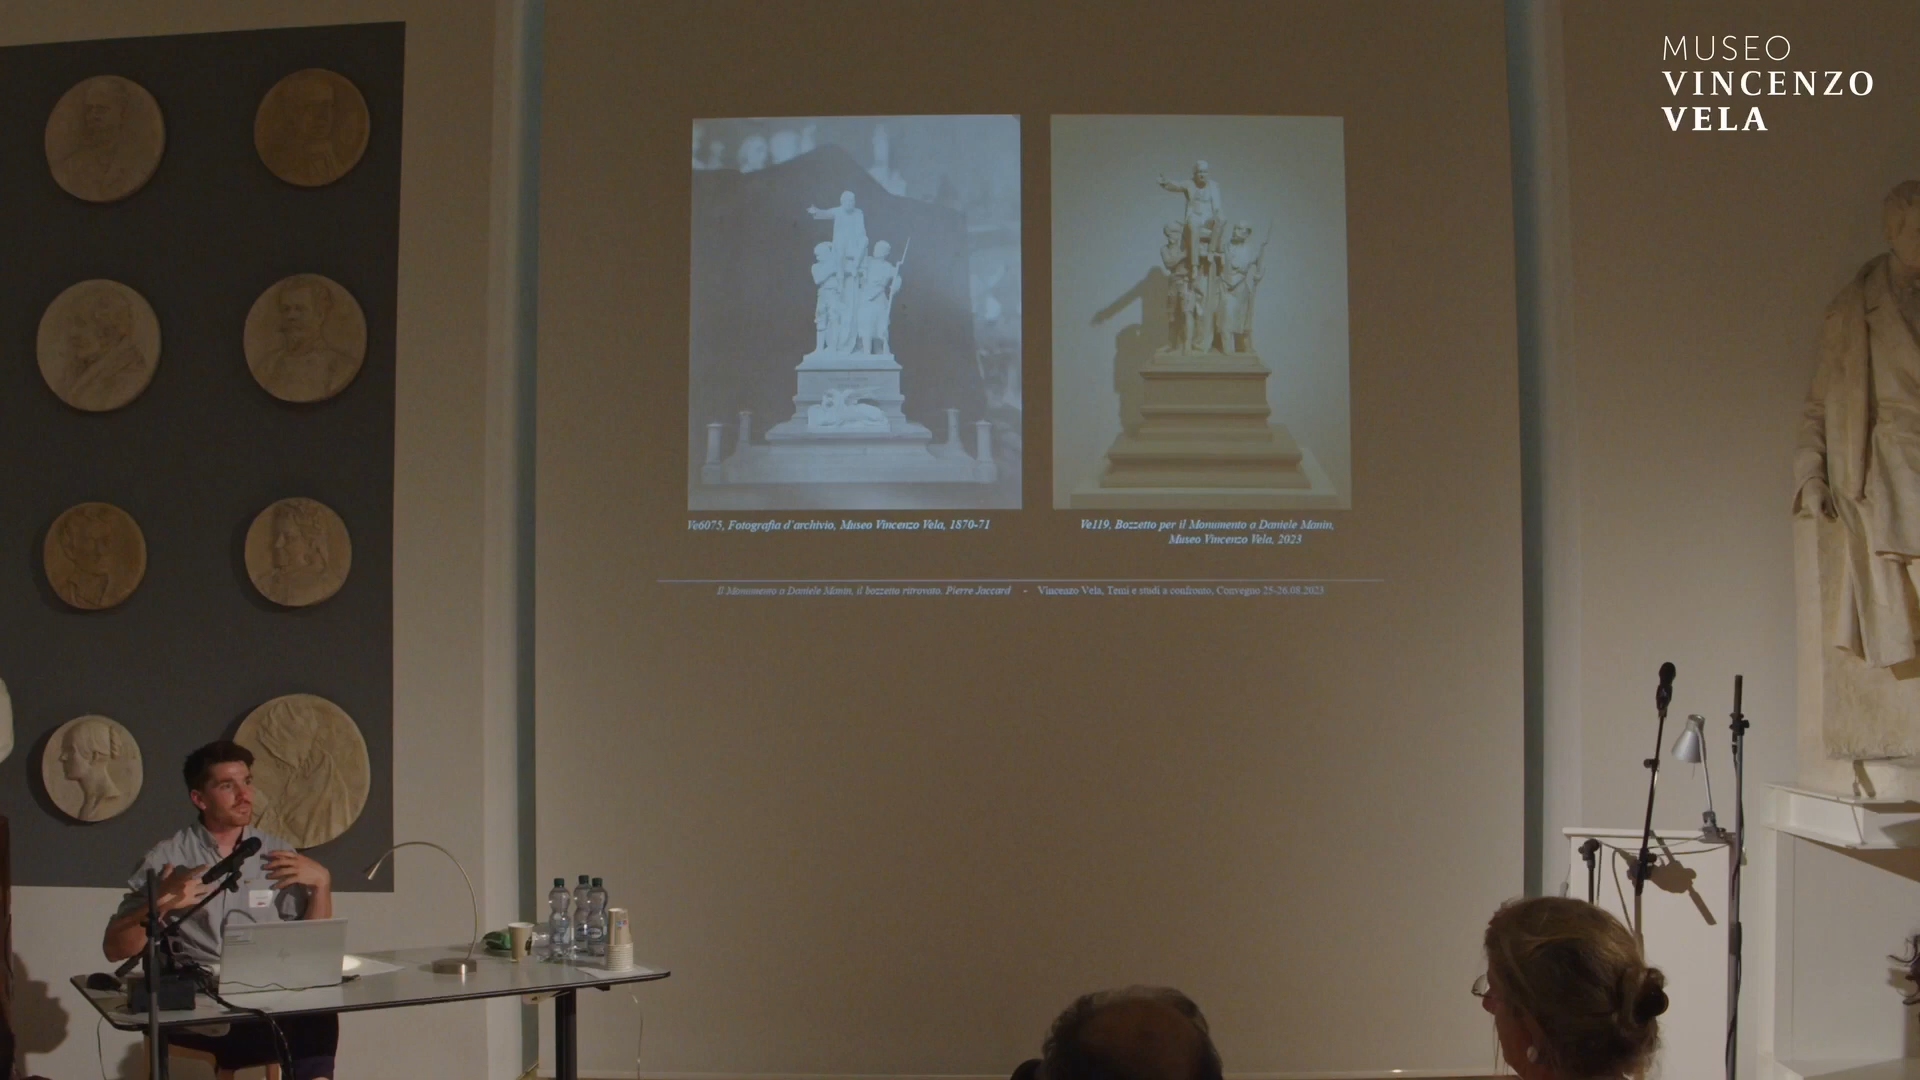 MUSEO
VINCENZO
VELA
Ve6075, Fotografia d'archivio, Museo Vincenzo Vela, 1870-71
Ve119, Bozzetto per il Monumento a Daniele Manin,
Museo Vincenzo Vela, 2023
Il Monumento a Daniele Manin, il bozzetto ritrovato. Pierre Jaccard - Vincenzo Vela, Temi e studi a confronto, Convegno 25-26.08.2023